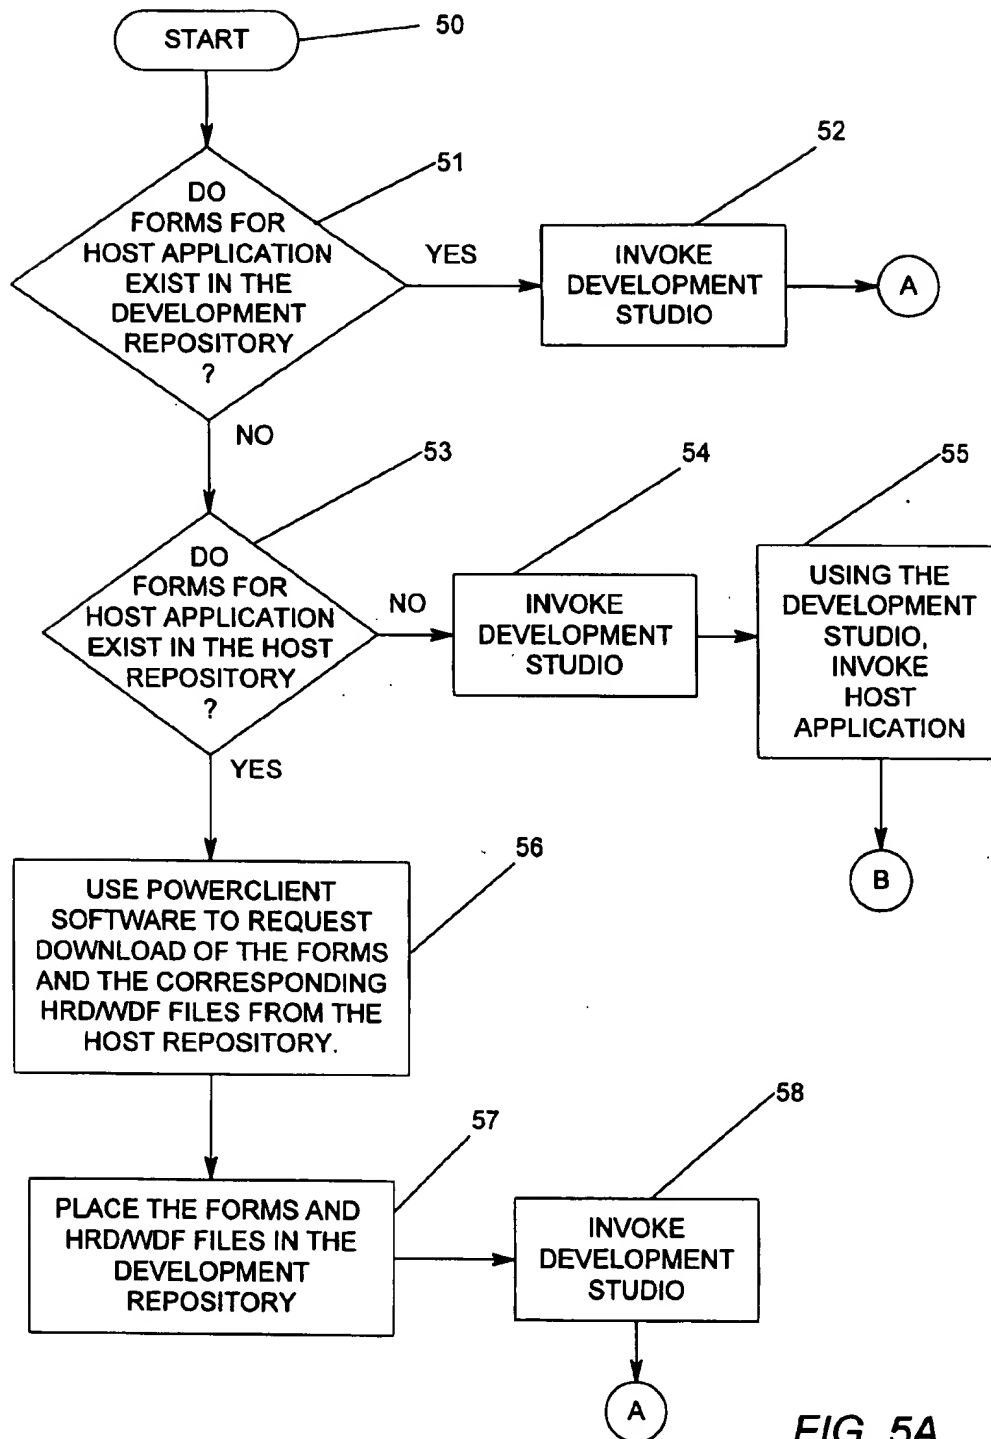 START
50
51
DO
FORMS FOR
HOST APPLICATION
EXIST IN THE
DEVELOPMENT
REPOSITORY
?
YES
52
INVOKE
DEVELOPMENT
STUDIO
A
NO
53
DO
FORMS FOR
HOST APPLICATION
EXIST IN THE HOST
REPOSITORY
?
NO
54
INVOKE
DEVELOPMENT
STUDIO
55
USING THE
DEVELOPMENT
STUDIO,
INVOKE
HOST
APPLICATION
B
YES
56
USE POWERCLIENT
SOFTWARE TO REQUEST
DOWNLOAD OF THE FORMS
AND THE CORRESPONDING
HRD/WDF FILES FROM THE
HOST REPOSITORY.
57
PLACE THE FORMS AND
HRD/WDF FILES IN THE
DEVELOPMENT
REPOSITORY
58
INVOKE
DEVELOPMENT
STUDIO
A
FIG. 5A